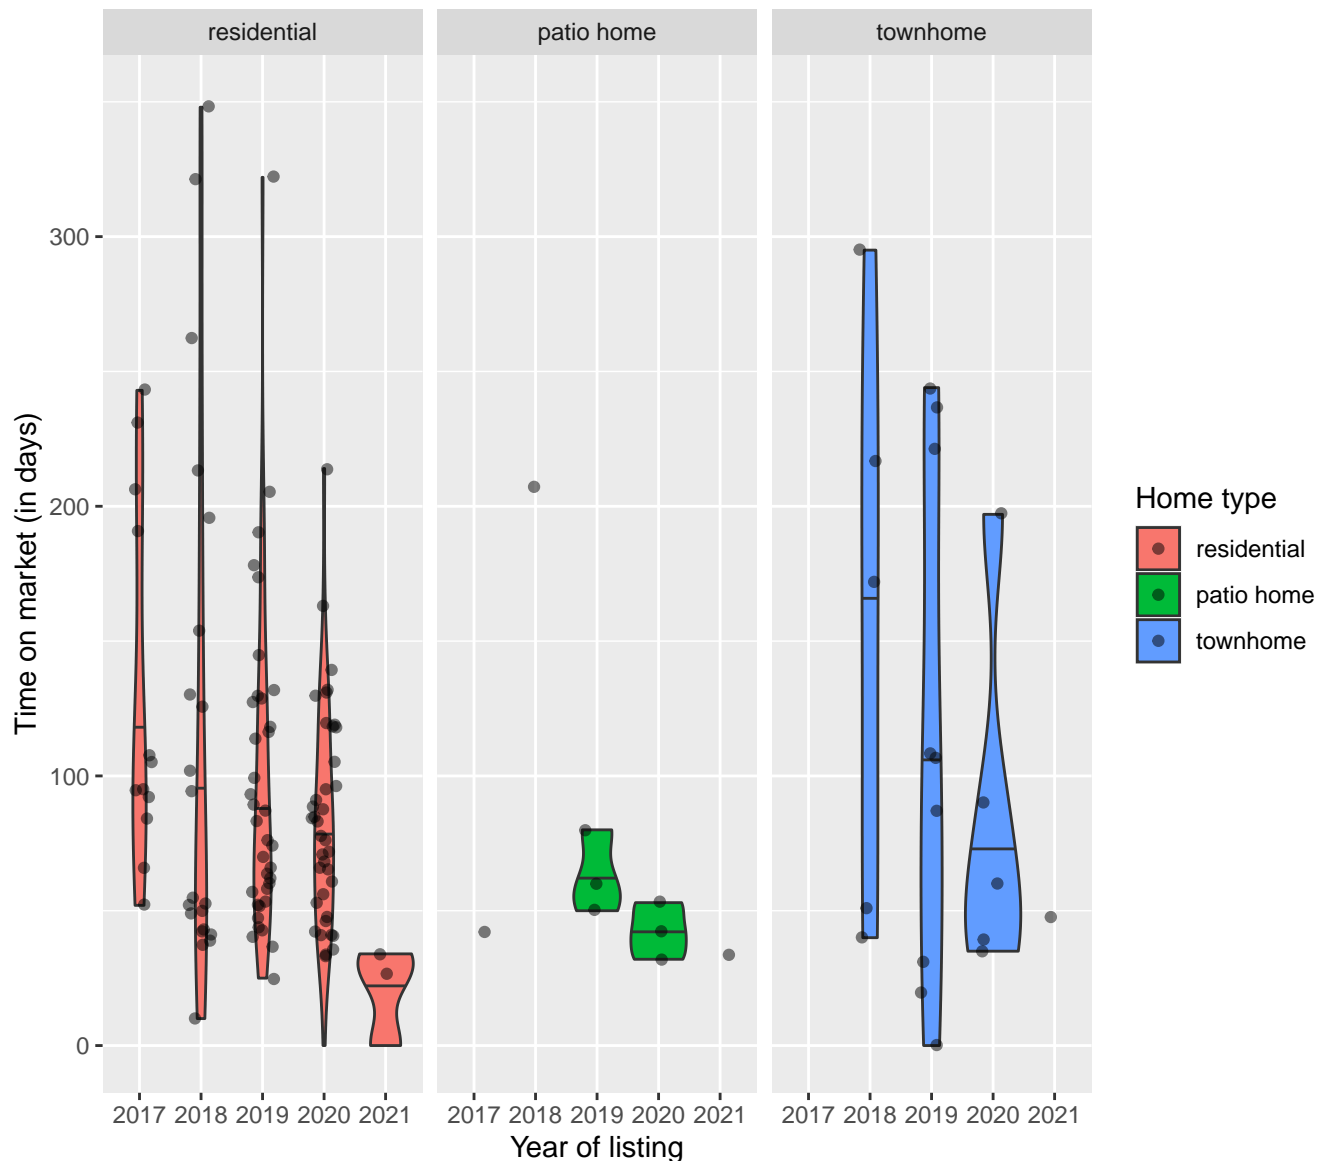 residential
patio home
townhome
Time on market (in days)
300
200
100
0
2017 2018 2019 2020 2021
2017 2018 2019 2020 2021
2017 2018 2019 2020 2021
Year of listing
Home type
residential
patio home
townhome